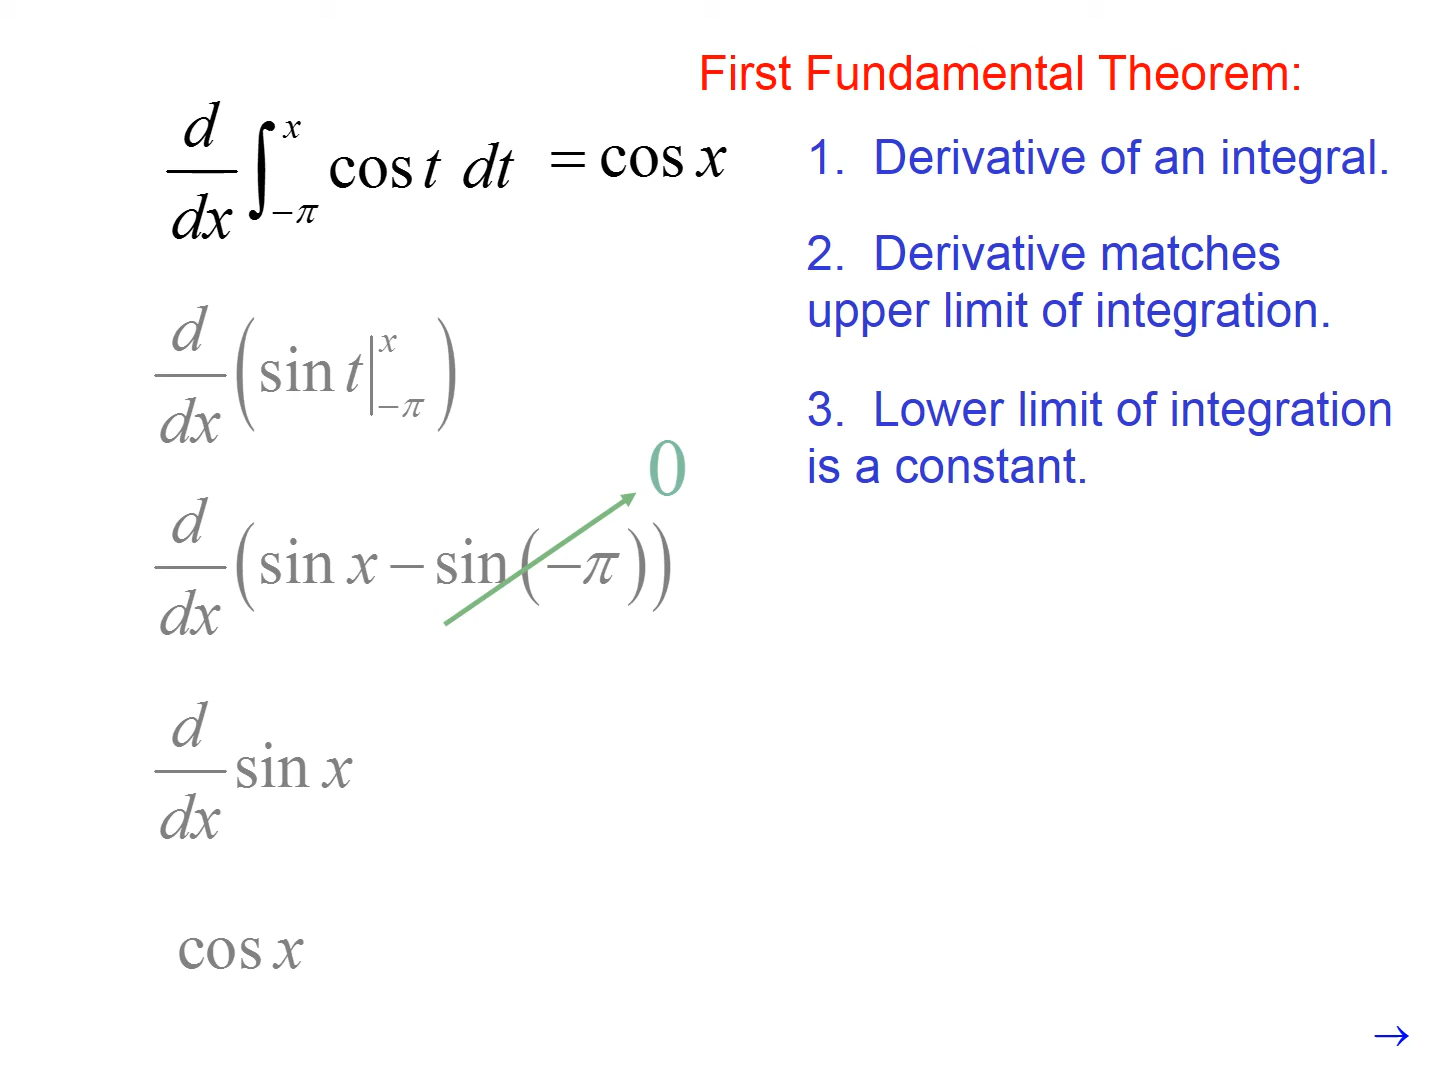 First Fundamental Theorem:
d/dx ∫_{−π}^{x} cos t dt = cos x
1. Derivative of an integral.
2. Derivative matches
upper limit of integration.
d/dx (sin t |_{−π}^{x})
3. Lower limit of integration
is a constant.
0
d/dx (sin x − sin (−π))
d/dx sin x
cos x
→